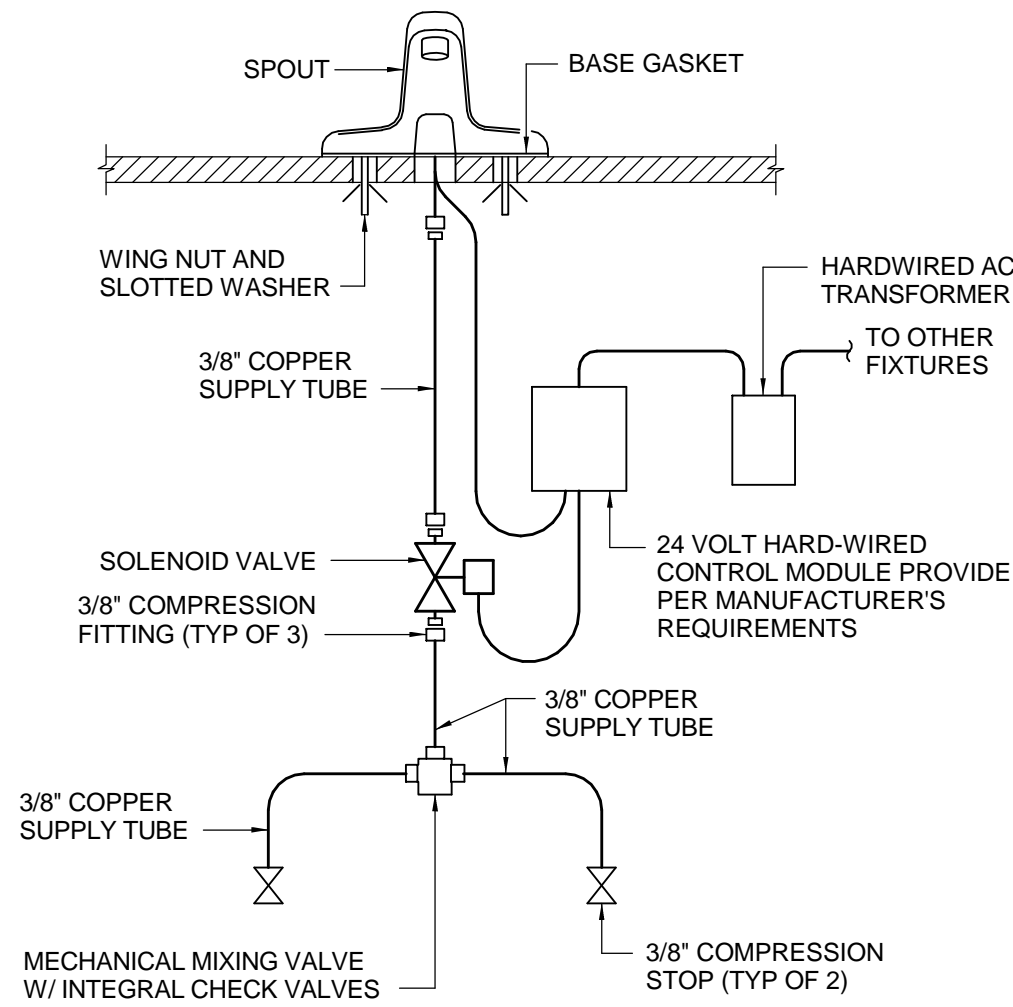 SPOUT
BASE GASKET
WING NUT AND
SLOTTED WASHER
HARDWIRED AC
TRANSFORMER
TO OTHER
FIXTURES
3/8" COPPER
SUPPLY TUBE
SOLENOID VALVE
3/8" COMPRESSION
FITTING (TYP OF 3)
24 VOLT HARD-WIRED
CONTROL MODULE PROVIDE
PER MANUFACTURER'S
REQUIREMENTS
3/8" COPPER
SUPPLY TUBE
3/8" COPPER
SUPPLY TUBE
MECHANICAL MIXING VALVE
W/ INTEGRAL CHECK VALVES
3/8" COMPRESSION
STOP (TYP OF 2)